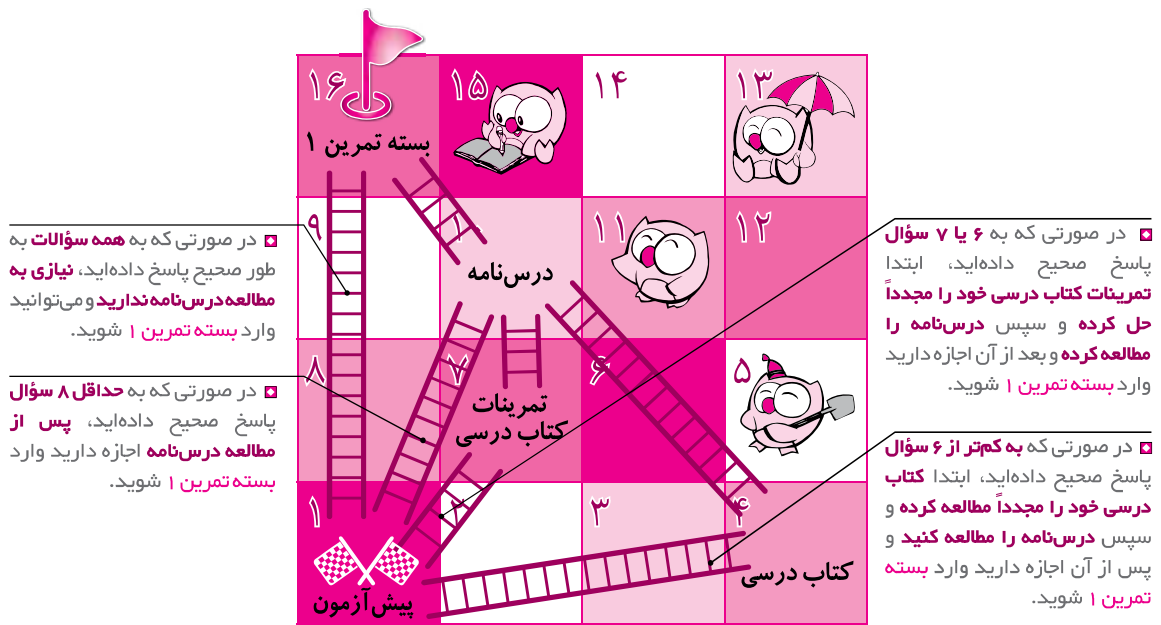 ۱۶
۱۵
۱۴
۱۳
بسته تمرین ۱
۹
۱۰
۱۱
۱۲
درس‌نامه
۸
۷
۶
۵
تمرینات
کتاب درسی
۱
۲
۳
۴
پیش‌آزمون
کتاب درسی
در صورتی که به ۶ یا ۷ سؤال
پاسخ صحیح داده‌اید، ابتدا
تمرینات کتاب درسی خود را مجدداً
حل کرده و سپس درس‌نامه را
مطالعه کرده و بعد از آن اجازه دارید
وارد بسته تمرین ۱ شوید.
در صورتی که به کم‌تر از ۶ سؤال
پاسخ صحیح داده‌اید، ابتدا کتاب
درسی خود را مجدداً مطالعه کرده و
سپس درس‌نامه را مطالعه کنید و
پس از آن اجازه دارید وارد بسته
تمرین ۱ شوید.
در صورتی که به همه سؤالات به
طور صحیح پاسخ داده‌اید، نیازی به
مطالعه درس‌نامه ندارید و می‌توانید
وارد بسته تمرین ۱ شوید.
در صورتی که به حداقل ۸ سؤال
پاسخ صحیح داده‌اید، پس از
مطالعه درس‌نامه اجازه دارید وارد
بسته تمرین ۱ شوید.